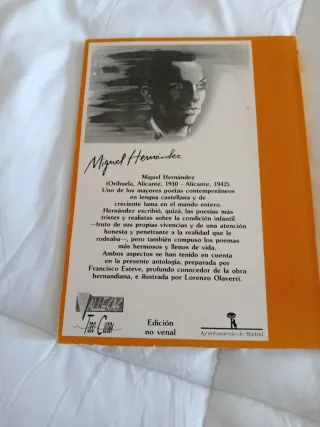 Miguel Hernández
Miguel Hernández
(Orihuela, Alicante, 1910 - Alicante, 1942).
Uno de los mayores poetas contemporáneos
en lengua castellana y de
creciente fama en el mundo entero.
Hernández escribió, quizá, las poesías más
tristes y realistas sobre la condición infantil
—fruto de sus propias vivencias y de una atención
honesta y penetrante a la realidad que le
rodeaba—, pero también compuso los poemas
más hermosos y llenos de vida.
Ambos aspectos se han tenido en cuenta
en la presente antología, preparada por
Francisco Esteve, profundo conocedor de la obra
hernandiana, e ilustrada por Lorenzo Olaverri.
VALLECAS
Todo Cultura
Edición
no venal
Ayuntamiento de Madrid